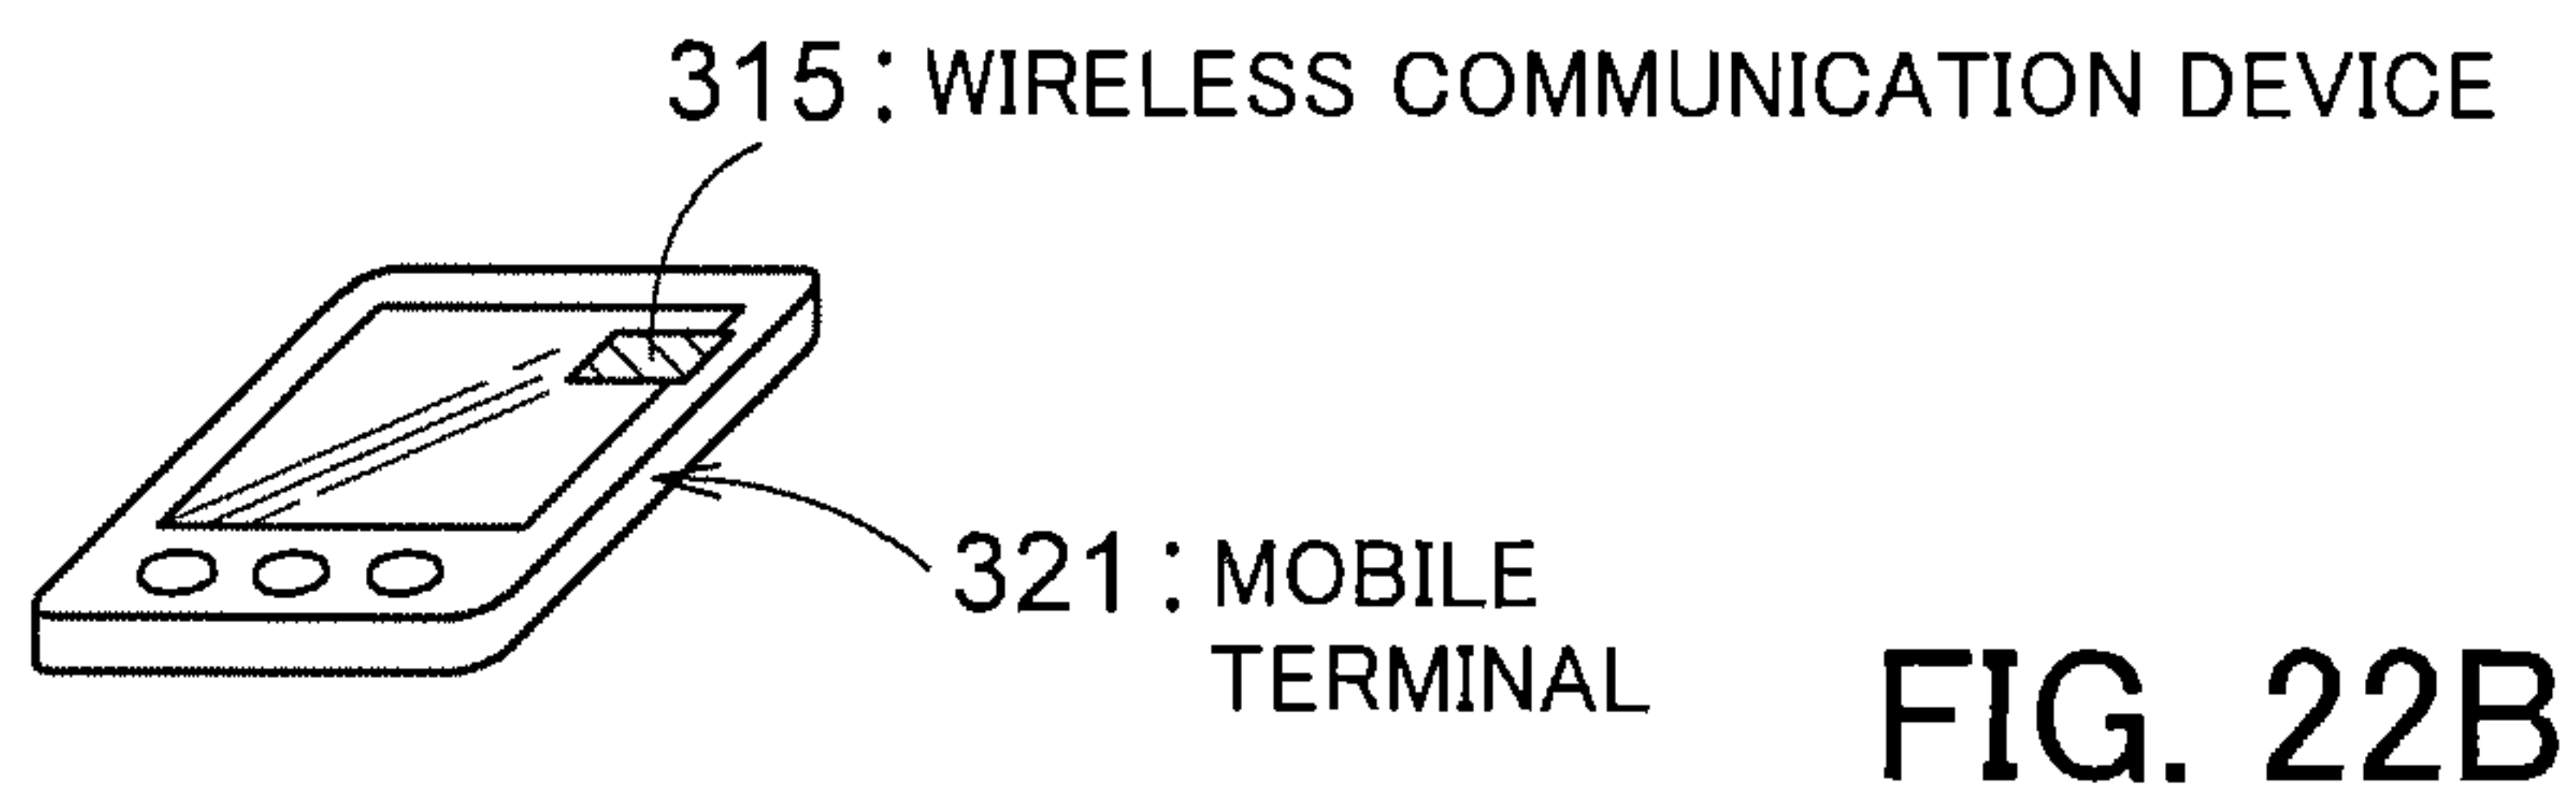 315 : WIRELESS COMMUNICATION DEVICE
321 : MOBILE
TERMINAL
FIG. 22B